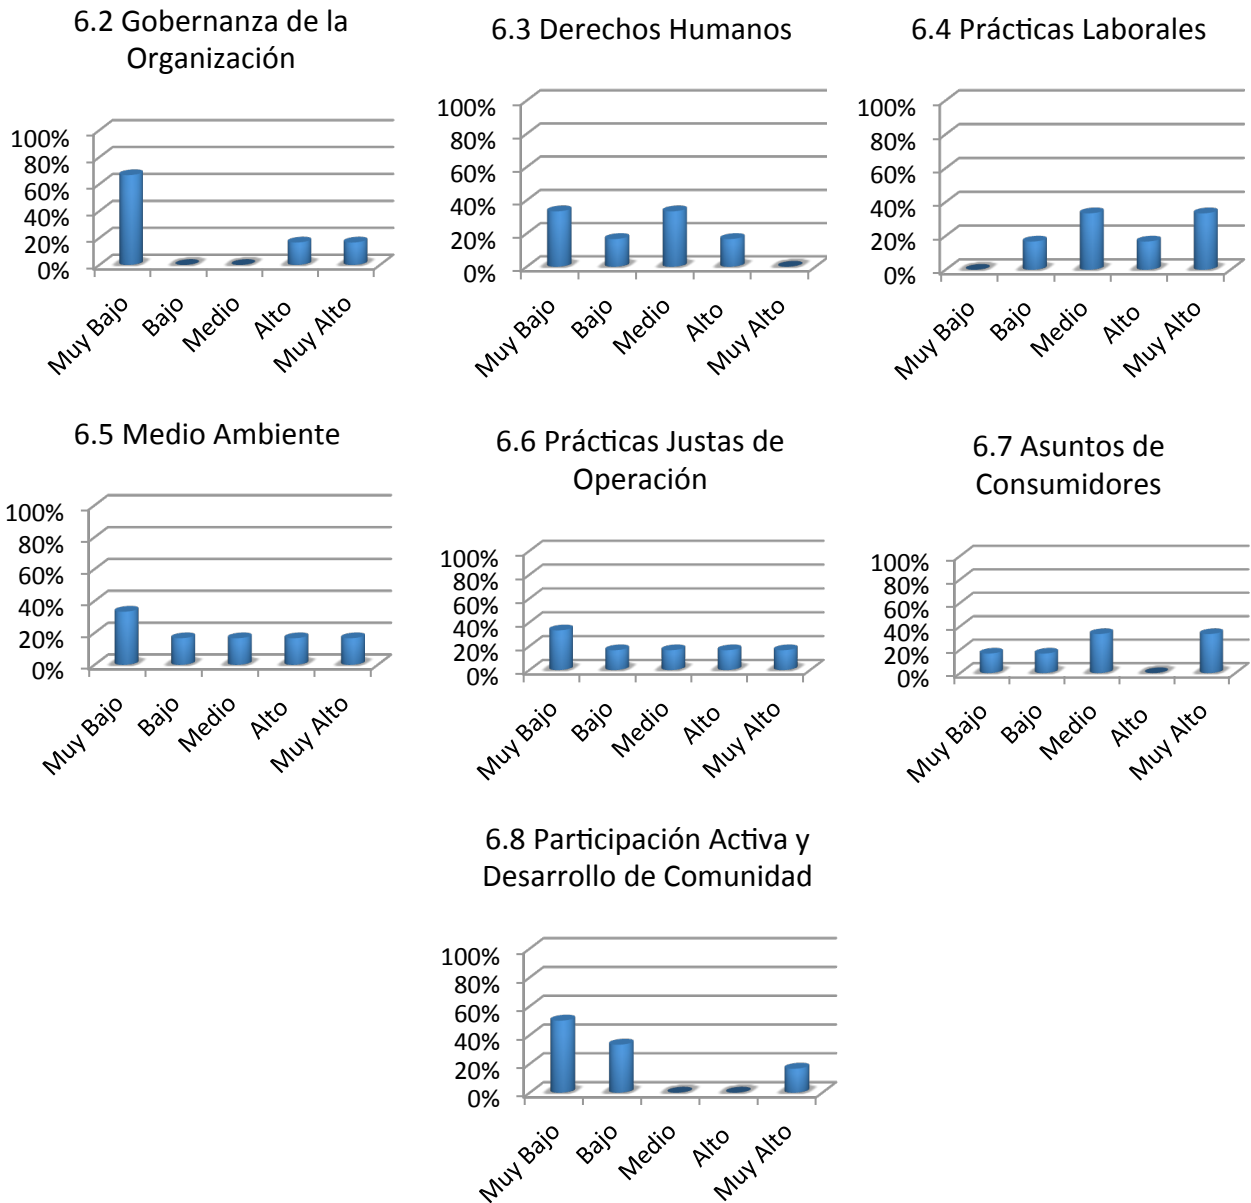 6.2 Gobernanza de la
Organización
100%
80%
60%
40%
20%
0%
Muy Bajo
Bajo
Medio
Alto
Muy Alto
6.3 Derechos Humanos
100%
80%
60%
40%
20%
0%
Muy Bajo
Bajo
Medio
Alto
Muy Alto
6.4 Prácticas Laborales
100%
80%
60%
40%
20%
0%
Muy Bajo
Bajo
Medio
Alto
Muy Alto
6.5 Medio Ambiente
100%
80%
60%
40%
20%
0%
Muy Bajo
Bajo
Medio
Alto
Muy Alto
6.6 Prácticas Justas de
Operación
100%
80%
60%
40%
20%
0%
Muy Bajo
Bajo
Medio
Alto
Muy Alto
6.7 Asuntos de
Consumidores
100%
80%
60%
40%
20%
0%
Muy Bajo
Bajo
Medio
Alto
Muy Alto
6.8 Participación Activa y
Desarrollo de Comunidad
100%
80%
60%
40%
20%
0%
Muy Bajo
Bajo
Medio
Alto
Muy Alto